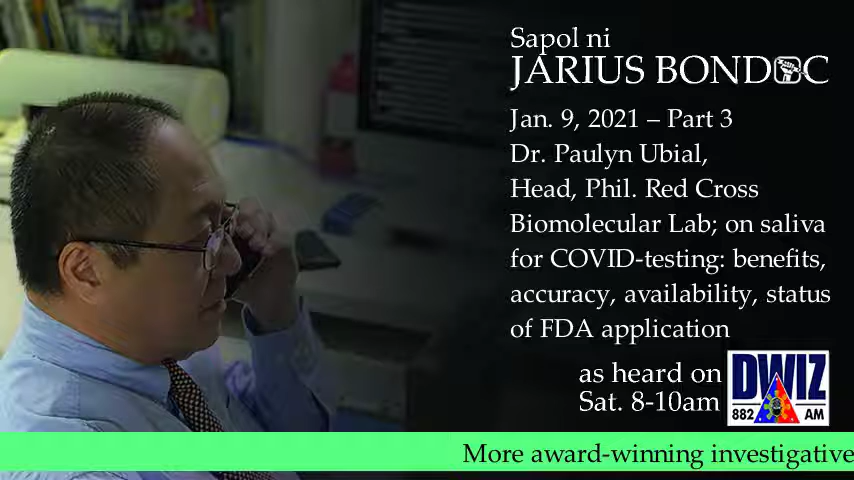 Sapol ni
JARIUS BONDOC
Jan. 9, 2021 – Part 3
Dr. Paulyn Ubial,
Head, Phil. Red Cross
Biomolecular Lab; on saliva
for COVID-testing: benefits,
accuracy, availability, status
of FDA application
as heard on
Sat. 8-10am
DWIZ
882 AM
More award-winning investigative